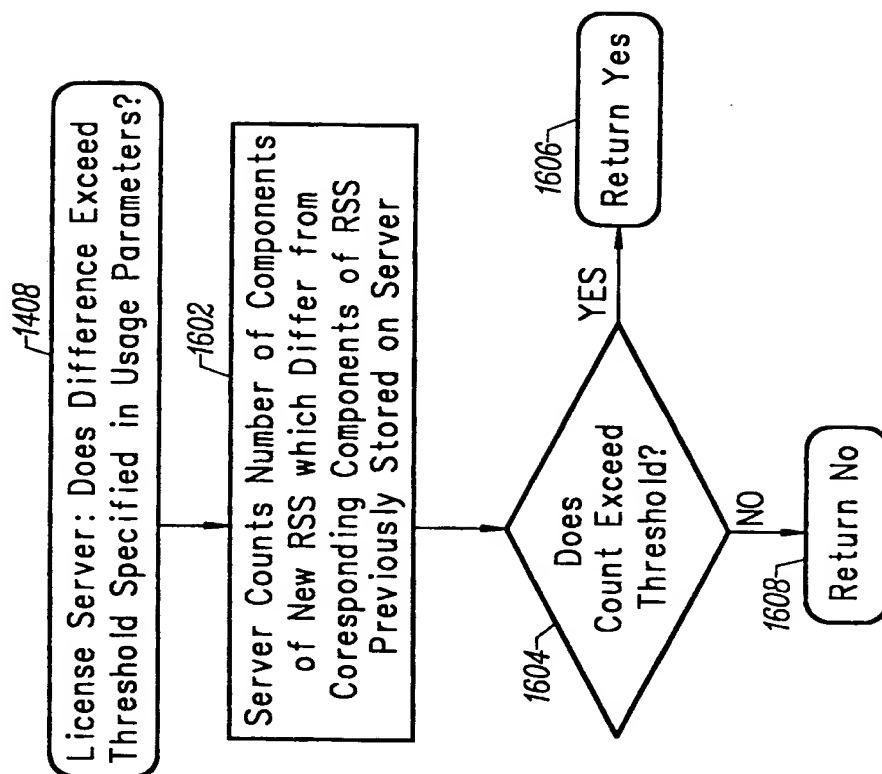 1408
License Server: Does Difference Exceed
Threshold Specified in Usage Parameters?
1602
Server Counts Number of Components
of New RSS which Differ from
Coresponding Components of RSS
Previously Stored on Server
1604
Does
Count Exceed
Threshold?
YES
1606
Return Yes
NO
1608
Return No